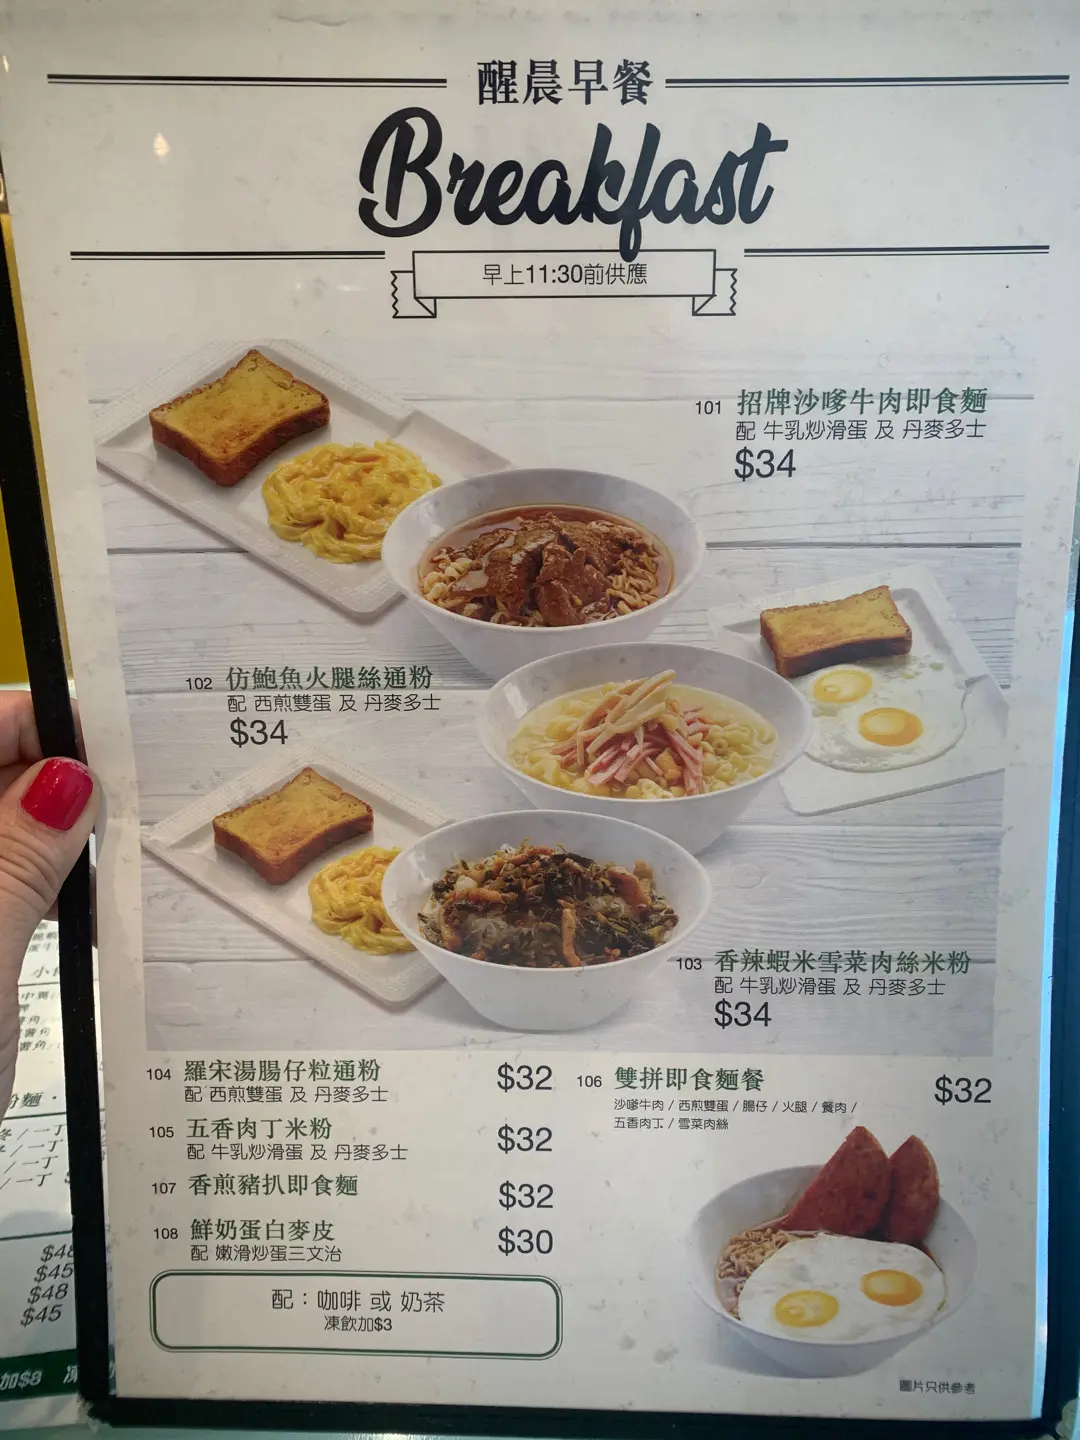 醒晨早餐
Breakfast
早上11:30前供應
101 招牌沙嗲牛肉即食麵
配 牛乳炒滑蛋 及 丹麥多士
$34
102 仿鮑魚火腿絲通粉
配 西煎雙蛋 及 丹麥多士
$34
103 香辣蝦米雪菜肉絲米粉
配 牛乳炒滑蛋 及 丹麥多士
$34
104 羅宋湯腸仔粒通粉 $32
配 西煎雙蛋 及 丹麥多士
105 五香肉丁米粉 $32
配 牛乳炒滑蛋 及 丹麥多士
107 香煎豬扒即食麵 $32
108 鮮奶蛋白麥皮 $30
配 嫩滑炒蛋三文治
配：咖啡 或 奶茶
凍飲加$3
106 雙拼即食麵餐 $32
沙嗲牛肉 / 西煎雙蛋 / 腸仔 / 火腿 / 餐肉 /
五香肉丁 / 雪菜肉絲
圖片只供參考
$48
$45
$48
$45
加$8